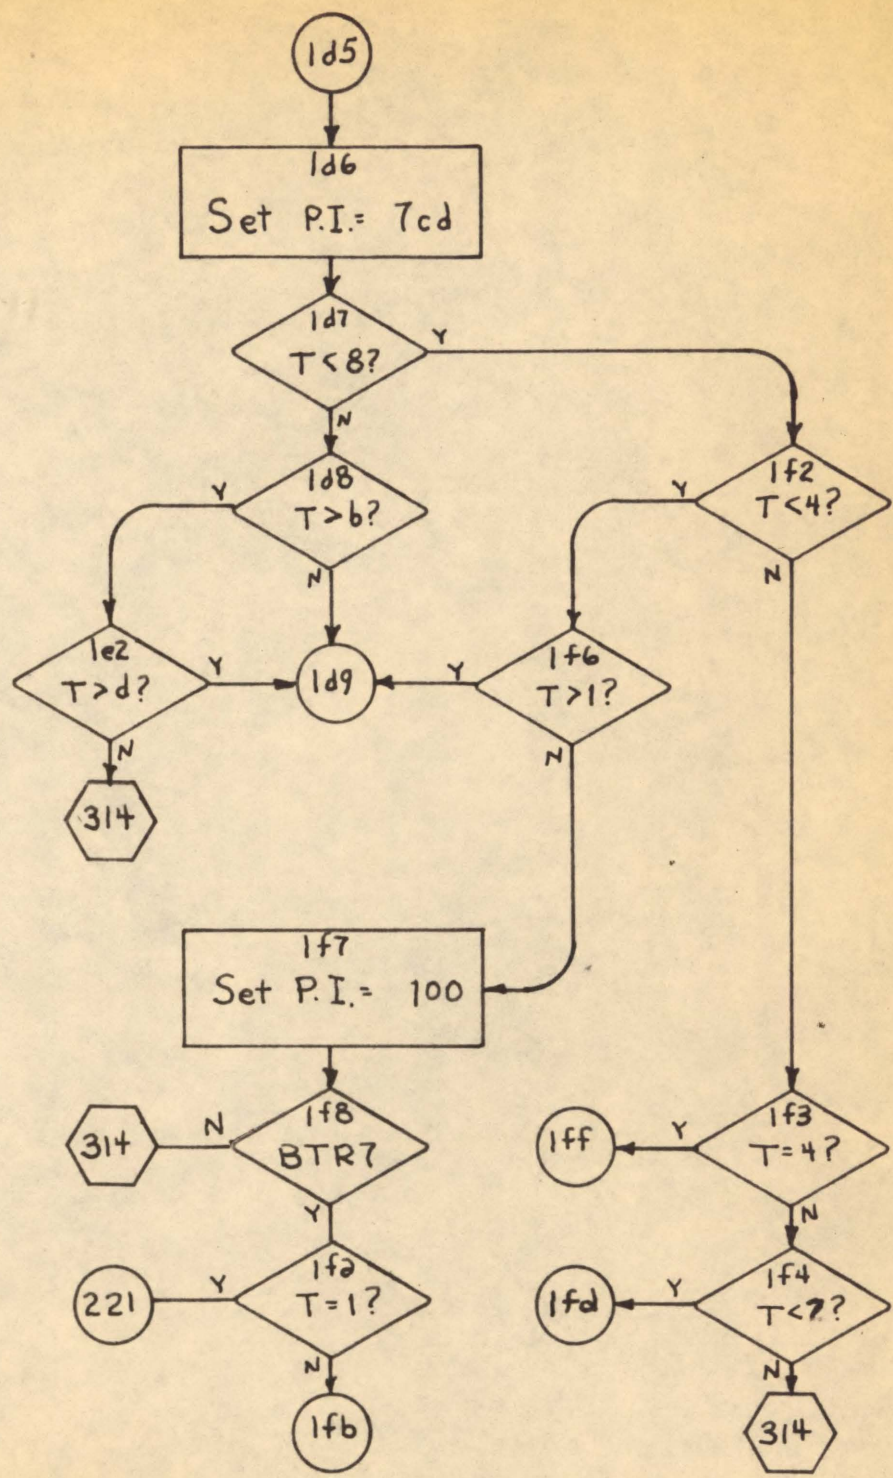 1d5
1d6
Set P.I.= 7cd
1d7
T<8?
Y
N
1d8
T>b?
Y
N
1f2
T<4?
Y
N
1e2
T>d?
Y
N
1d9
1f6
T>1?
Y
N
314
1f7
Set P.I.= 100
1f8
BTR7
N
Y
314
1f3
T=4?
Y
N
1ff
1fa
T=1?
Y
N
221
1f4
T<7?
Y
N
1fd
1fb
314